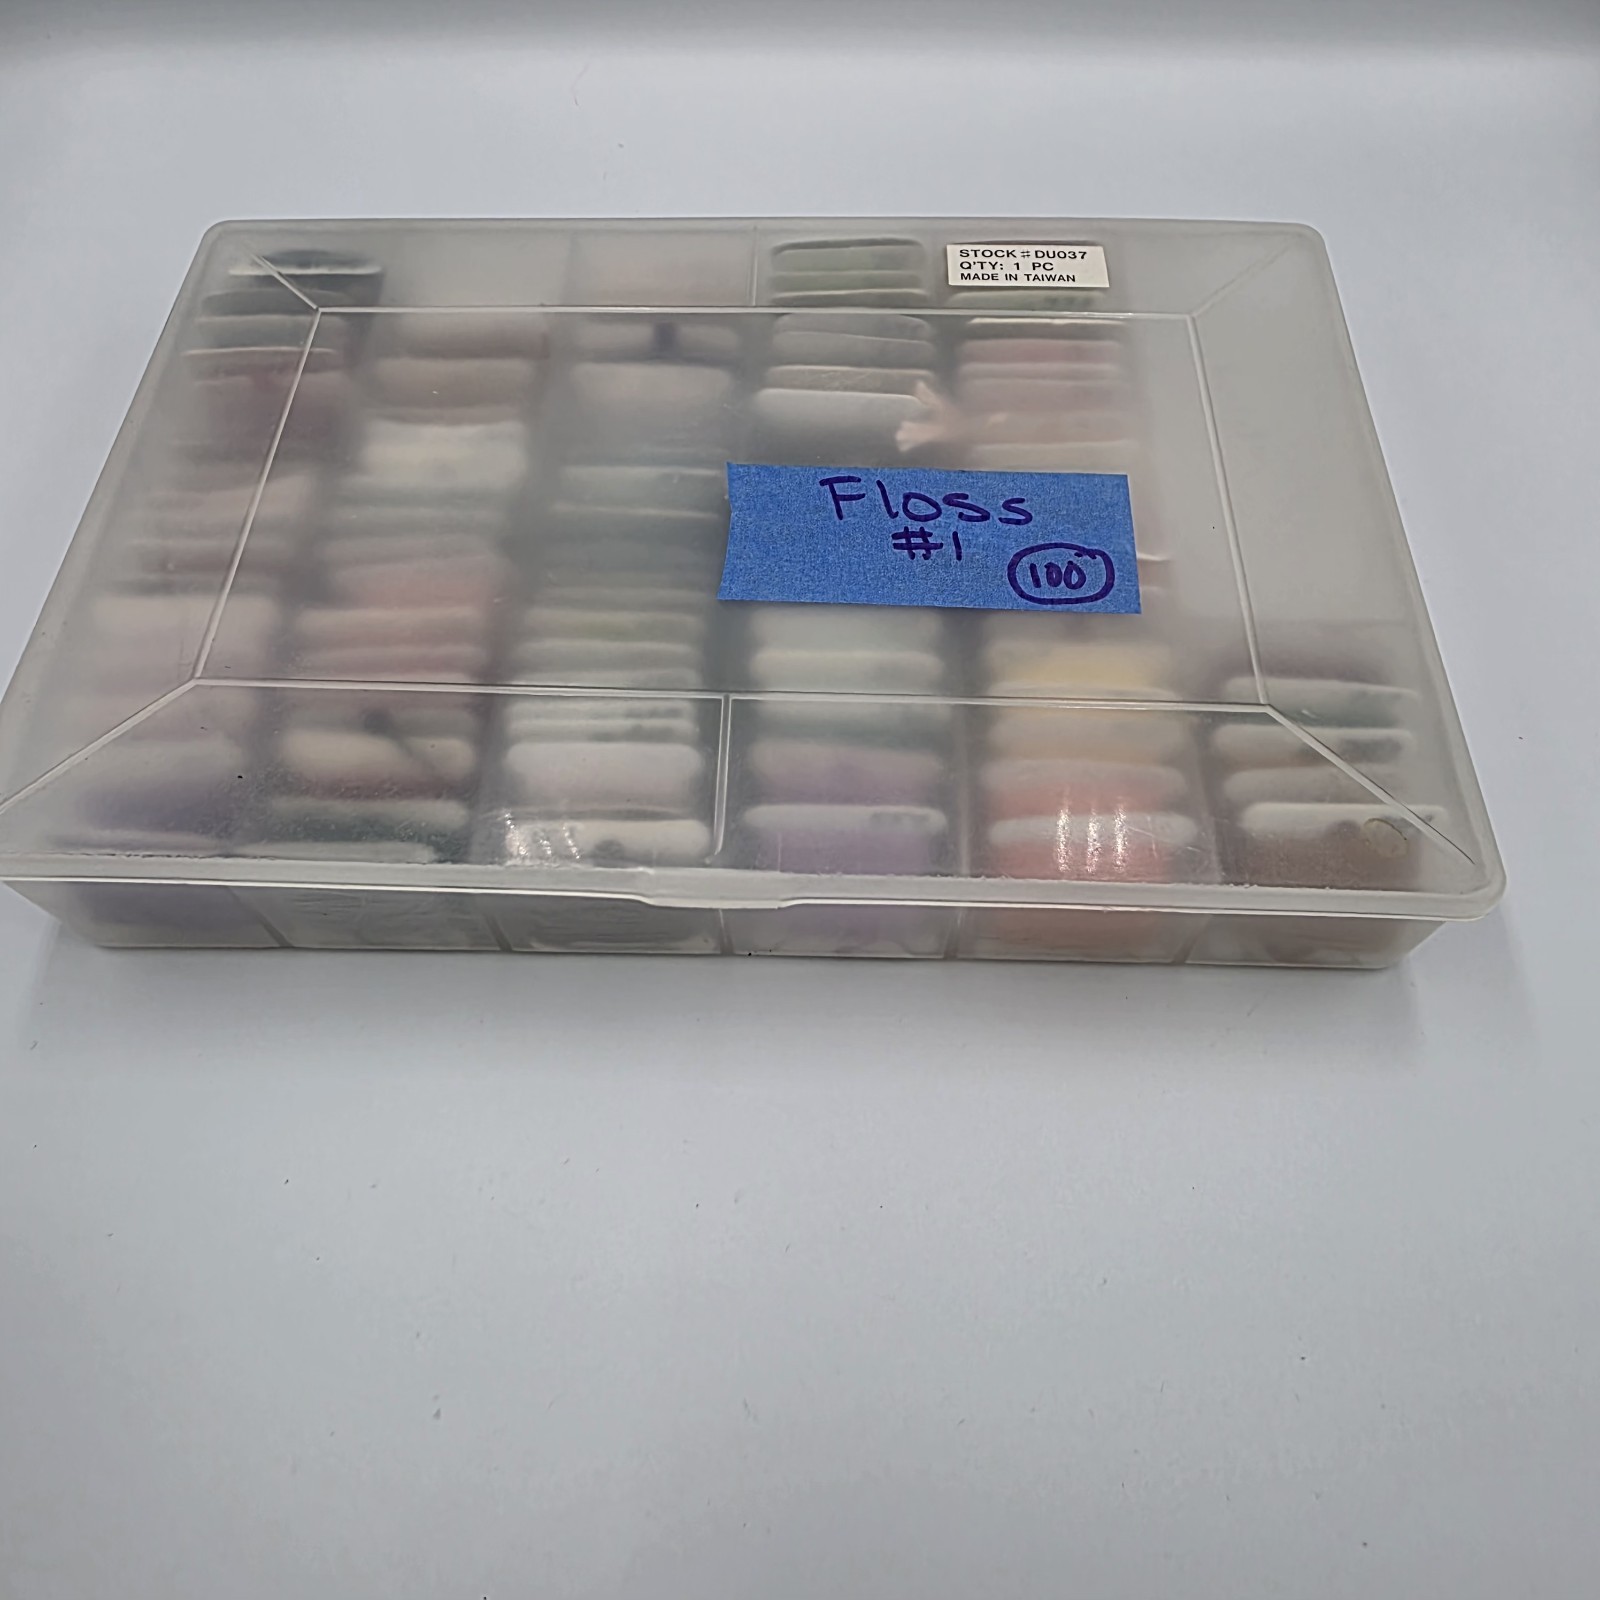 STOCK#DU037
Q'TY: 1 PC
MADE IN TAIWAN
Floss
#1
100